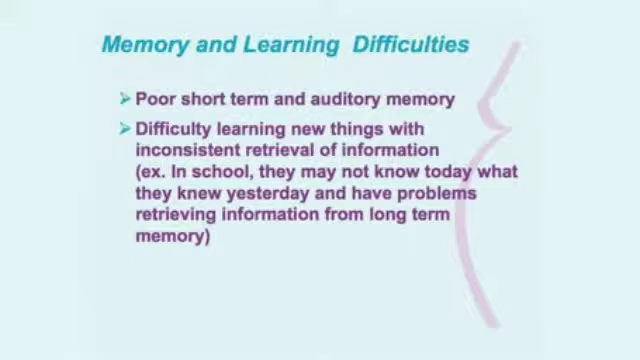 Memory and Learning Difficulties
Poor short term and auditory memory
Difficulty learning new things with
inconsistent retrieval of information
(ex. In school, they may not know today what
they knew yesterday and have problems
retrieving information from long term
memory)